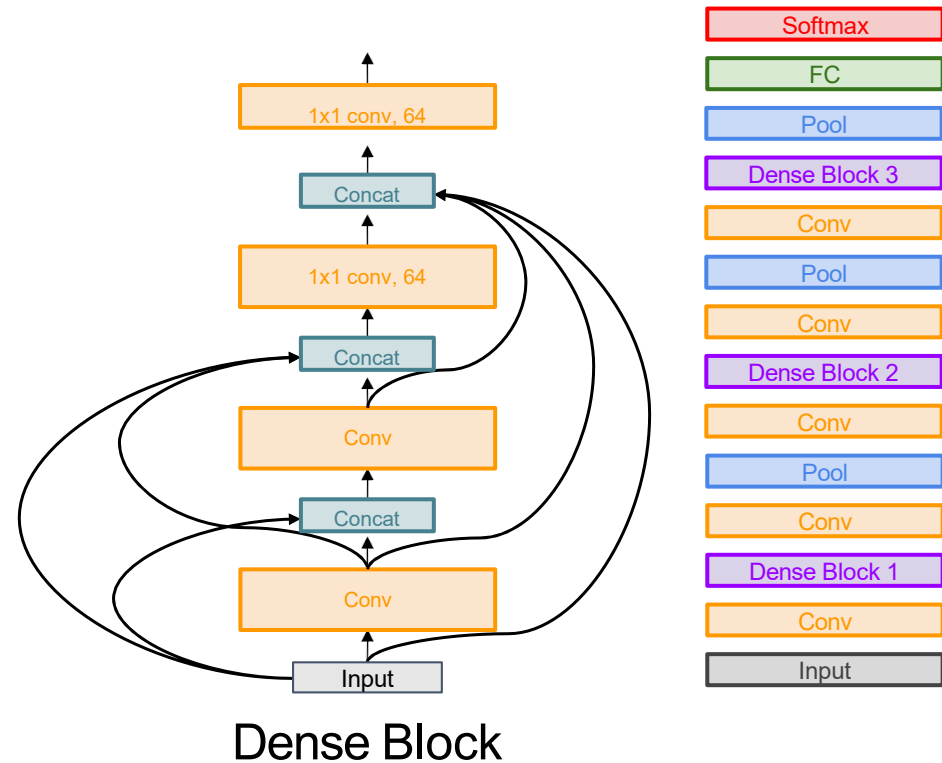 1x1 conv, 64
Concat
1x1 conv, 64
Concat
Conv
Concat
Conv
Input
Dense Block
Softmax
FC
Pool
Dense Block 3
Conv
Pool
Conv
Dense Block 2
Conv
Pool
Conv
Dense Block 1
Conv
Input